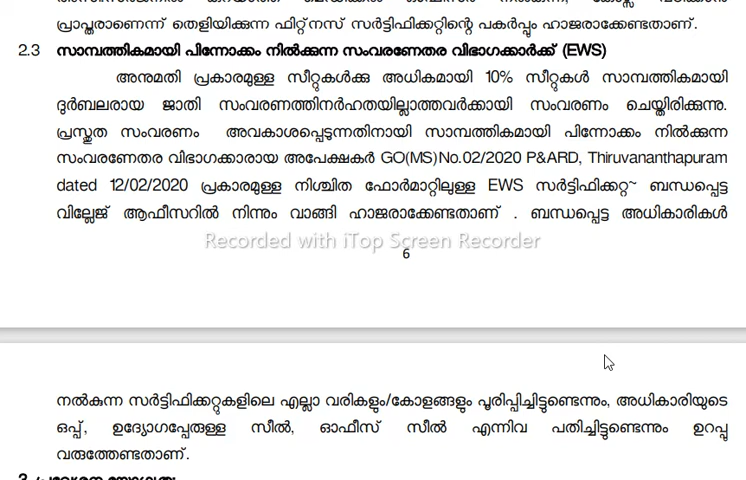 പ്രാപ്തരാണെന്ന് തെളിയിക്കുന്ന ഫിറ്റ്നസ് സർട്ടിഫിക്കറ്റിന്റെ പകർപ്പും ഹാജരാക്കേണ്ടതാണ്.
2.3 സാമ്പത്തികമായി പിന്നോക്കം നിൽക്കുന്ന സംവരണേതര വിഭാഗക്കാർക്ക് (EWS)
അനുമതി പ്രകാരമുള്ള സീറ്റുകൾക്കു അധികമായി 10% സീറ്റുകൾ സാമ്പത്തികമായി
ദുർബലരായ ജാതി സംവരണത്തിനർഹതയില്ലാത്തവർക്കായി സംവരണം ചെയ്തിരിക്കുന്നു.
പ്രസ്തുത സംവരണം അവകാശപ്പെടുന്നതിനായി സാമ്പത്തികമായി പിന്നോക്കം നിൽക്കുന്ന
സംവരണേതര വിഭാഗക്കാരായ അപേക്ഷകർ GO(MS)No.02/2020 P&ARD, Thiruvananthapuram
dated 12/02/2020 പ്രകാരമുള്ള നിശ്ചിത ഫോർമാറ്റിലുള്ള EWS സർട്ടിഫിക്കറ്റ~ ബന്ധപ്പെട്ട
വില്ലേജ് ആഫീസറിൽ നിന്നും വാങ്ങി ഹാജരാക്കേണ്ടതാണ് . ബന്ധപ്പെട്ട അധികാരികൾ
Recorded with iTop Screen Recorder
6
നൽകുന്ന സർട്ടിഫിക്കറ്റുകളിലെ എല്ലാ വരികളും/കോളങ്ങളും പൂരിപ്പിച്ചിട്ടുണ്ടെന്നും, അധികാരിയുടെ
ഒപ്പ്, ഉദ്യോഗപ്പേരുള്ള സീൽ, ഓഫീസ് സീൽ എന്നിവ പതിച്ചിട്ടുണ്ടെന്നും ഉറപ്പു
വരുത്തേണ്ടതാണ്.